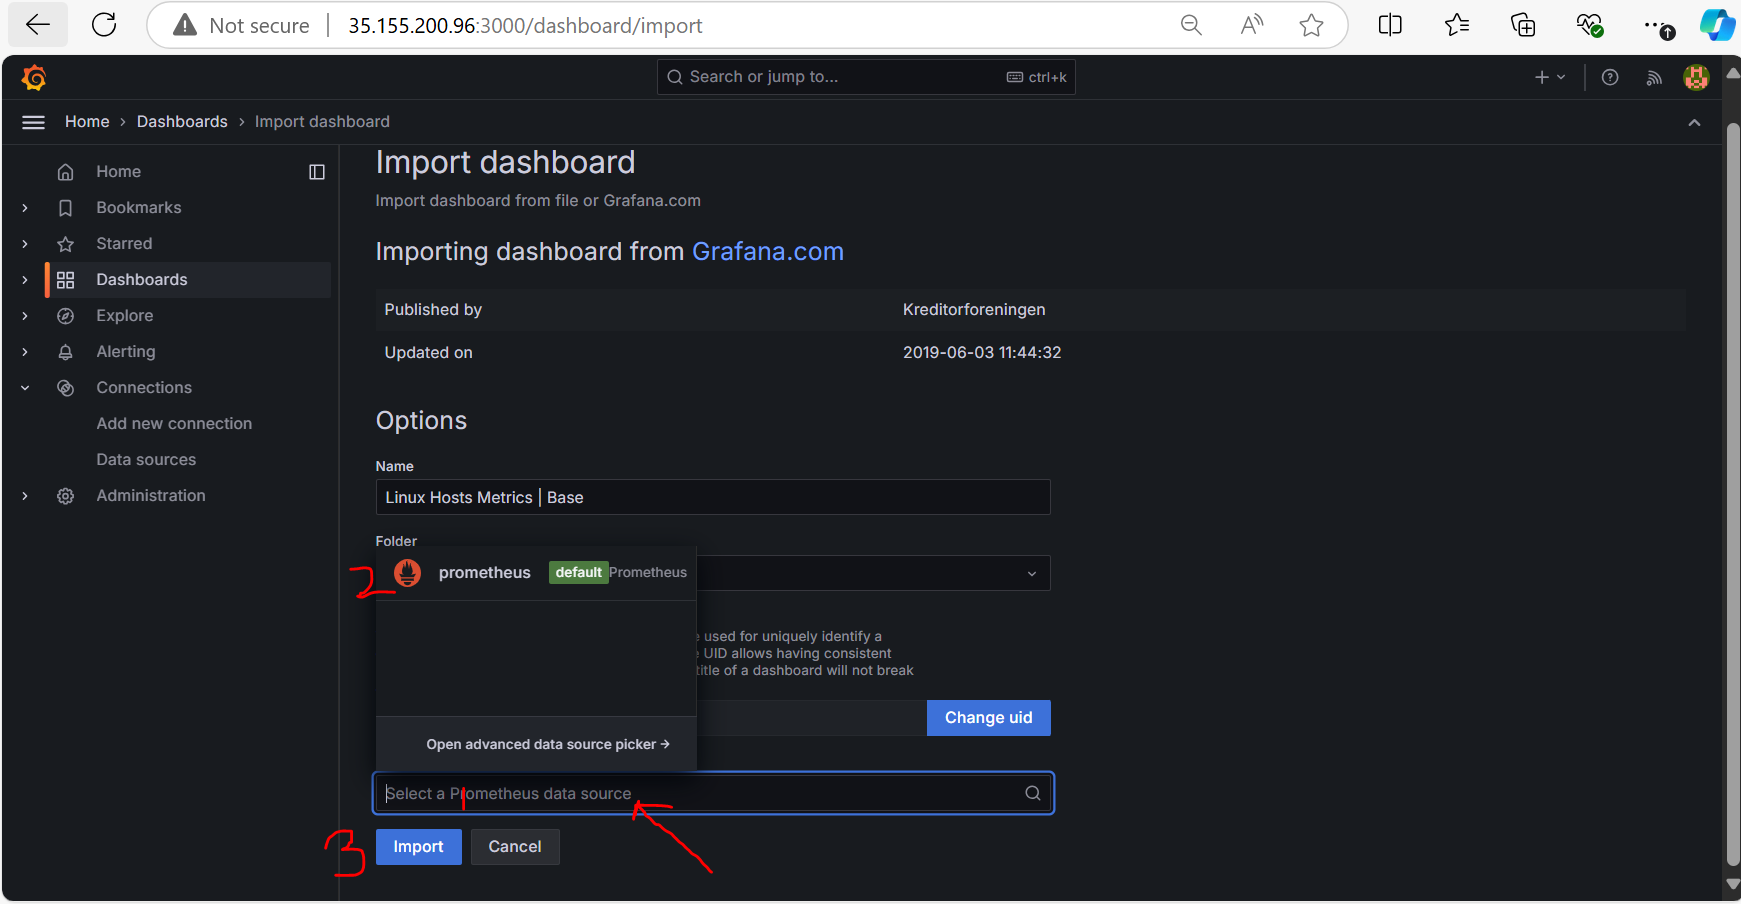 Not secure
35.155.200.96:3000/dashboard/import
Search or jump to...
ctrl+k
Home
Dashboards
Import dashboard
Home
Bookmarks
Starred
Dashboards
Explore
Alerting
Connections
Add new connection
Data sources
Administration
Import dashboard
Import dashboard from file or Grafana.com
Importing dashboard from Grafana.com
Published by Kreditorforeningen
Updated on 2019-06-03 11:44:32
Options
Name
Linux Hosts Metrics | Base
Folder
2
prometheus default Prometheus
used for uniquely identify a
UID allows having consistent
title of a dashboard will not break
Change uid
Open advanced data source picker →
Select a Prometheus data source
1
3
Import
Cancel